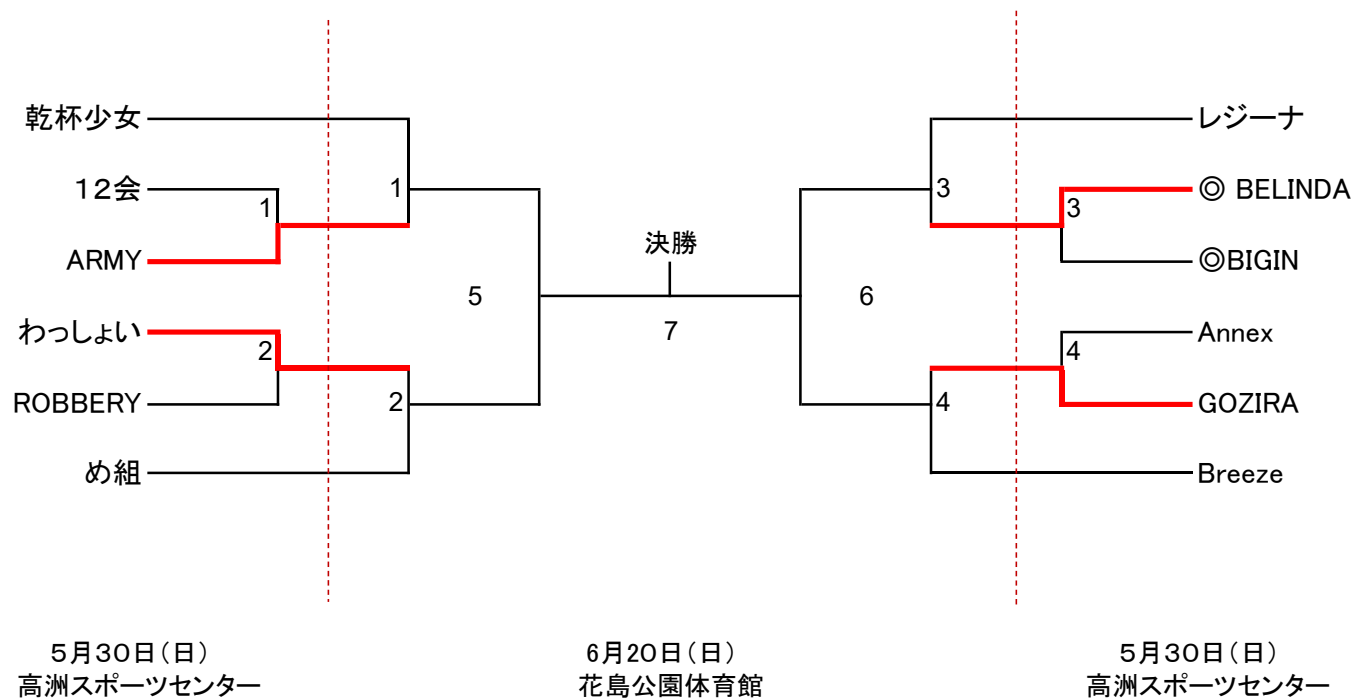 乾杯少女
レジーナ
12会
1
1
3
3
◎ BELINDA
ARMY
決勝
◎BIGIN
5
6
7
わっしょい
2
4
Annex
ROBBERY
2
4
GOZIRA
め組
Breeze
5月30日(日)
高洲スポーツセンター
6月20日(日)
花島公園体育館
5月30日(日)
高洲スポーツセンター